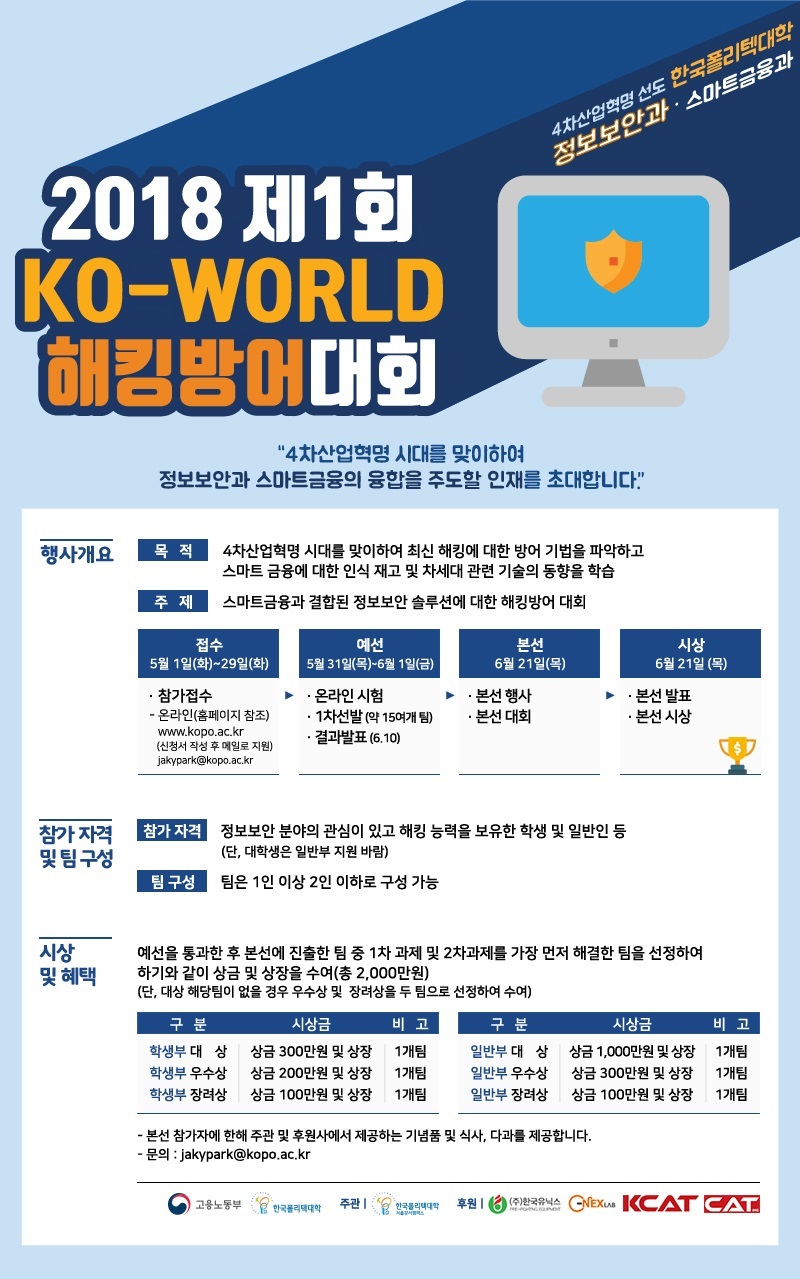 4차산업혁명 선도 한국폴리텍대학
정보보안과 · 스마트금융과
2018 제1회
KO-WORLD
해킹방어대회
“4차산업혁명 시대를 맞이하여
정보보안과 스마트금융의 융합을 주도할 인재를 초대합니다.”
행사개요
목 적
4차산업혁명 시대를 맞이하여 최신 해킹에 대한 방어 기법을 파악하고
스마트 금융에 대한 인식 재고 및 차세대 관련 기술의 동향을 학습
주 제
스마트금융과 결합된 정보보안 솔루션에 대한 해킹방어 대회
접수
5월 1일(화)~29일(화)
· 참가접수
- 온라인(홈페이지 참조)
www.kopo.ac.kr
(신청서 작성 후 메일로 지원)
jakypark@kopo.ac.kr
예선
5월 31일(목)~6월 1일(금)
· 온라인 시험
· 1차선발 (약 15여개 팀)
· 결과발표 (6.10)
본선
6월 21일(목)
· 본선 행사
· 본선 대회
시상
6월 21일 (목)
· 본선 발표
· 본선 시상
$
참가 자격
및 팀 구성
참가 자격
정보보안 분야의 관심이 있고 해킹 능력을 보유한 학생 및 일반인 등
(단, 대학생은 일반부 지원 바람)
팀 구성
팀은 1인 이상 2인 이하로 구성 가능
시상
및 혜택
예선을 통과한 후 본선에 진출한 팀 중 1차 과제 및 2차과제를 가장 먼저 해결한 팀을 선정하여
하기와 같이 상금 및 상장을 수여(총 2,000만원)
(단, 대상 해당팀이 없을 경우 우수상 및 장려상을 두 팀으로 선정하여 수여)
구 분 시상금 비 고
학생부 대 상 상금 300만원 및 상장 1개팀
학생부 우수상 상금 200만원 및 상장 1개팀
학생부 장려상 상금 100만원 및 상장 1개팀
구 분 시상금 비 고
일반부 대 상 상금 1,000만원 및 상장 1개팀
일반부 우수상 상금 300만원 및 상장 1개팀
일반부 장려상 상금 100만원 및 상장 1개팀
- 본선 참가자에 한해 주관 및 후원사에서 제공하는 기념품 및 식사, 다과를 제공합니다.
- 문의 : jakypark@kopo.ac.kr
고용노동부 한국폴리텍대학 주관 | 한국폴리텍대학 서울강서캠퍼스 후원 | (주)한국유닉스 FIRE-FIGHTING EQUIPMENT ONEX LAB KCAT CAT